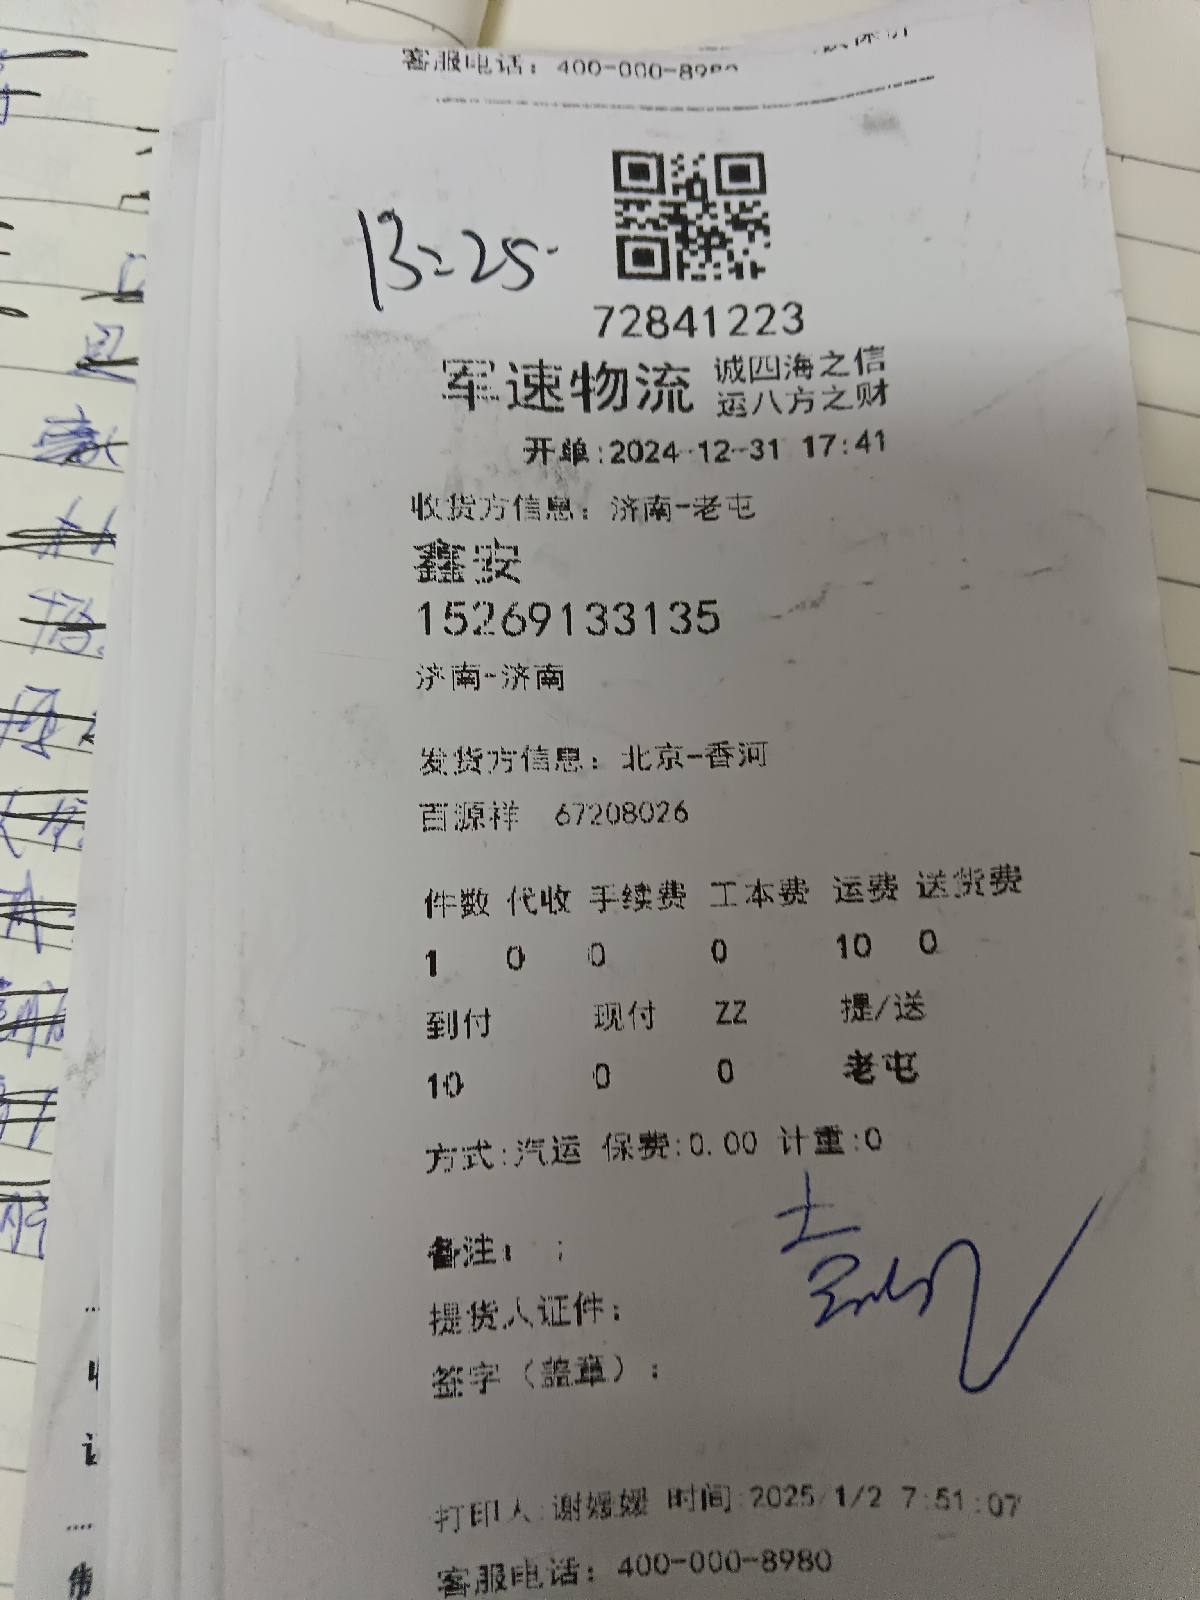 客服电话：400-000-8980
13=25
72841223
军速物流 诚四海之信
运八方之财
开单:2024-12-31 17:41
收货方信息：济南-老屯
鑫安
15269133135
济南-济南
发货方信息：北京-香河
百源祥 67208026
件数 代收 手续费 工本费 运费 送货费
1 0 0 0 10 0
到付 现付 ZZ 提/送
10 0 0 老屯
方式:汽运 保费:0.00 计重:0
备注： ;
提货人证件：
签字（盖章）：
打印人:谢媛媛 时间:2025/1/2 7:51:07
客服电话：400-000-8980